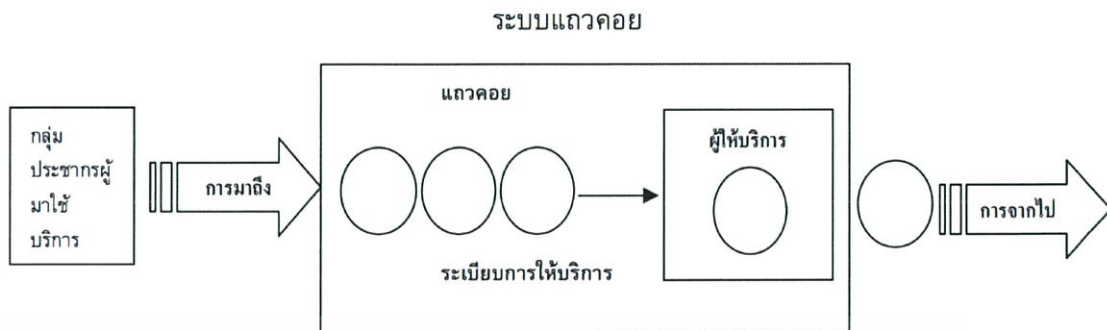 ระบบแถวคอย
แถวคอย
กลุ่ม
ประชากรผู้
มาใช้
บริการ
การมาถึง
ผู้ให้บริการ
การจากไป
ระเบียบการให้บริการ